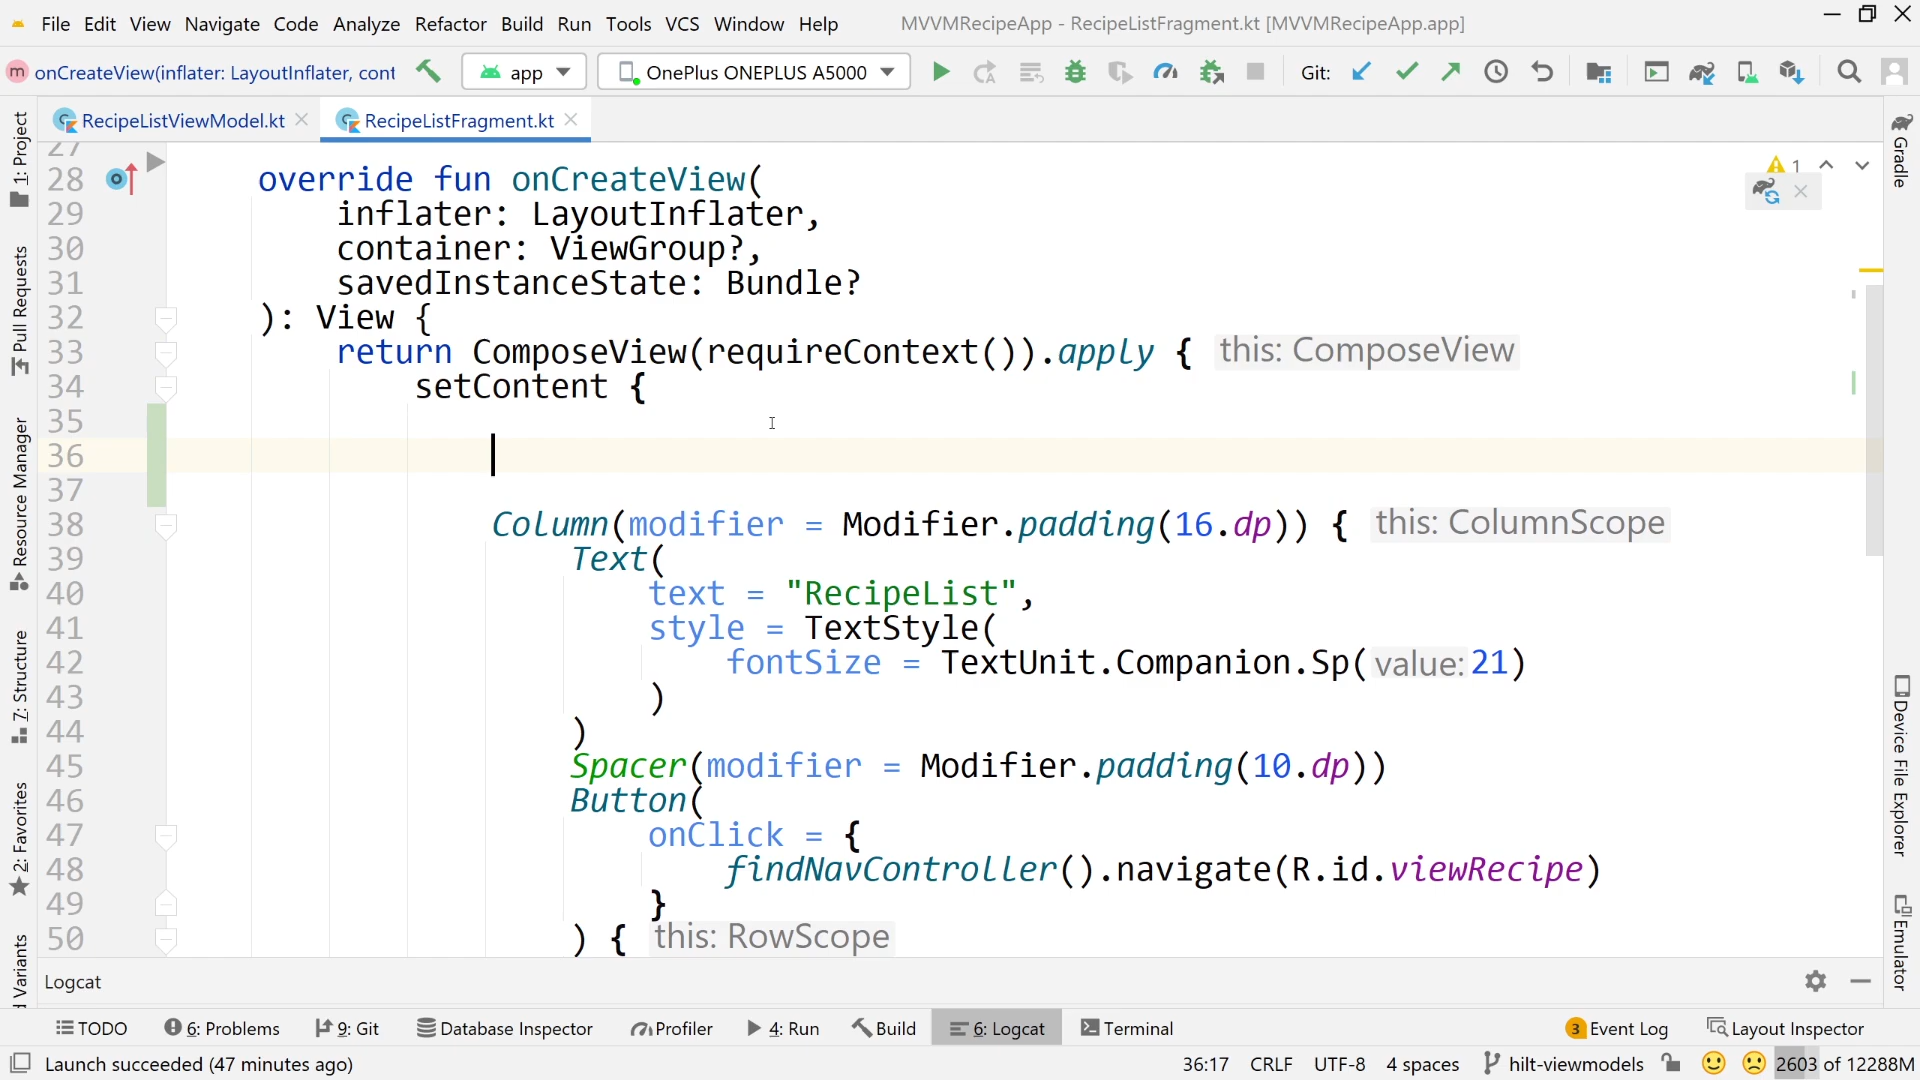 File Edit View Navigate Code Analyze Refactor Build Run Tools VCS Window Help MVVMRecipeApp - RecipeListFragment.kt [MVVMRecipeApp.app]
m onCreateView(inflater: LayoutInflater, cont app OnePlus ONEPLUS A5000 Git:
RecipeListViewModel.kt RecipeListFragment.kt
27
28 override fun onCreateView( 1
29 inflater: LayoutInflater,
30 container: ViewGroup?,
31 savedInstanceState: Bundle?
32 ): View {
33 return ComposeView(requireContext()).apply { this: ComposeView
34 setContent {
35
36
37
38 Column(modifier = Modifier.padding(16.dp)) { this: ColumnScope
39 Text(
40 text = "RecipeList",
41 style = TextStyle(
42 fontSize = TextUnit.Companion.Sp( value: 21)
43 )
44 )
45 Spacer(modifier = Modifier.padding(10.dp))
46 Button(
47 onClick = {
48 findNavController().navigate(R.id.viewRecipe)
49 }
50 ) { this: RowScope
1: Project
Pull Requests
Resource Manager
7: Structure
2: Favorites
Variants
Gradle
Device File Explorer
Emulator
Logcat
TODO 6: Problems 9: Git Database Inspector Profiler 4: Run Build 6: Logcat Terminal 3 Event Log Layout Inspector
Launch succeeded (47 minutes ago) 36:17 CRLF UTF-8 4 spaces hilt-viewmodels 2603 of 12288M